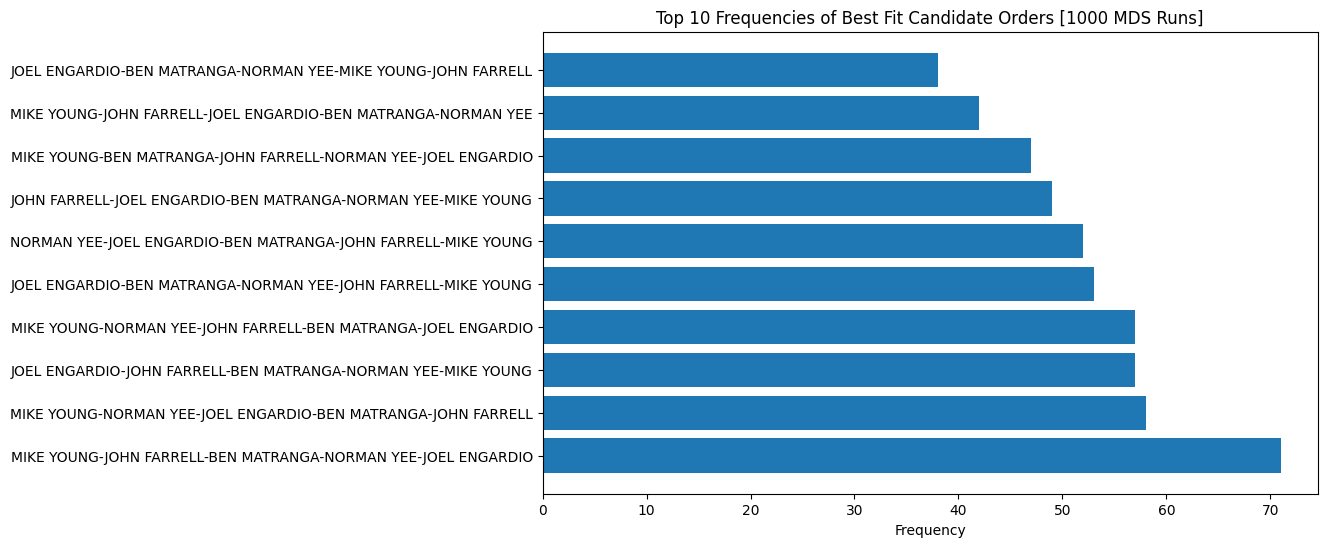 Top 10 Frequencies of Best Fit Candidate Orders [1000 MDS Runs]
JOEL ENGARDIO-BEN MATRANGA-NORMAN YEE-MIKE YOUNG-JOHN FARRELL
MIKE YOUNG-JOHN FARRELL-JOEL ENGARDIO-BEN MATRANGA-NORMAN YEE
MIKE YOUNG-BEN MATRANGA-JOHN FARRELL-NORMAN YEE-JOEL ENGARDIO
JOHN FARRELL-JOEL ENGARDIO-BEN MATRANGA-NORMAN YEE-MIKE YOUNG
NORMAN YEE-JOEL ENGARDIO-BEN MATRANGA-JOHN FARRELL-MIKE YOUNG
JOEL ENGARDIO-BEN MATRANGA-NORMAN YEE-JOHN FARRELL-MIKE YOUNG
MIKE YOUNG-NORMAN YEE-JOHN FARRELL-BEN MATRANGA-JOEL ENGARDIO
JOEL ENGARDIO-JOHN FARRELL-BEN MATRANGA-NORMAN YEE-MIKE YOUNG
MIKE YOUNG-NORMAN YEE-JOEL ENGARDIO-BEN MATRANGA-JOHN FARRELL
MIKE YOUNG-JOHN FARRELL-BEN MATRANGA-NORMAN YEE-JOEL ENGARDIO
0 10 20 30 40 50 60 70
Frequency